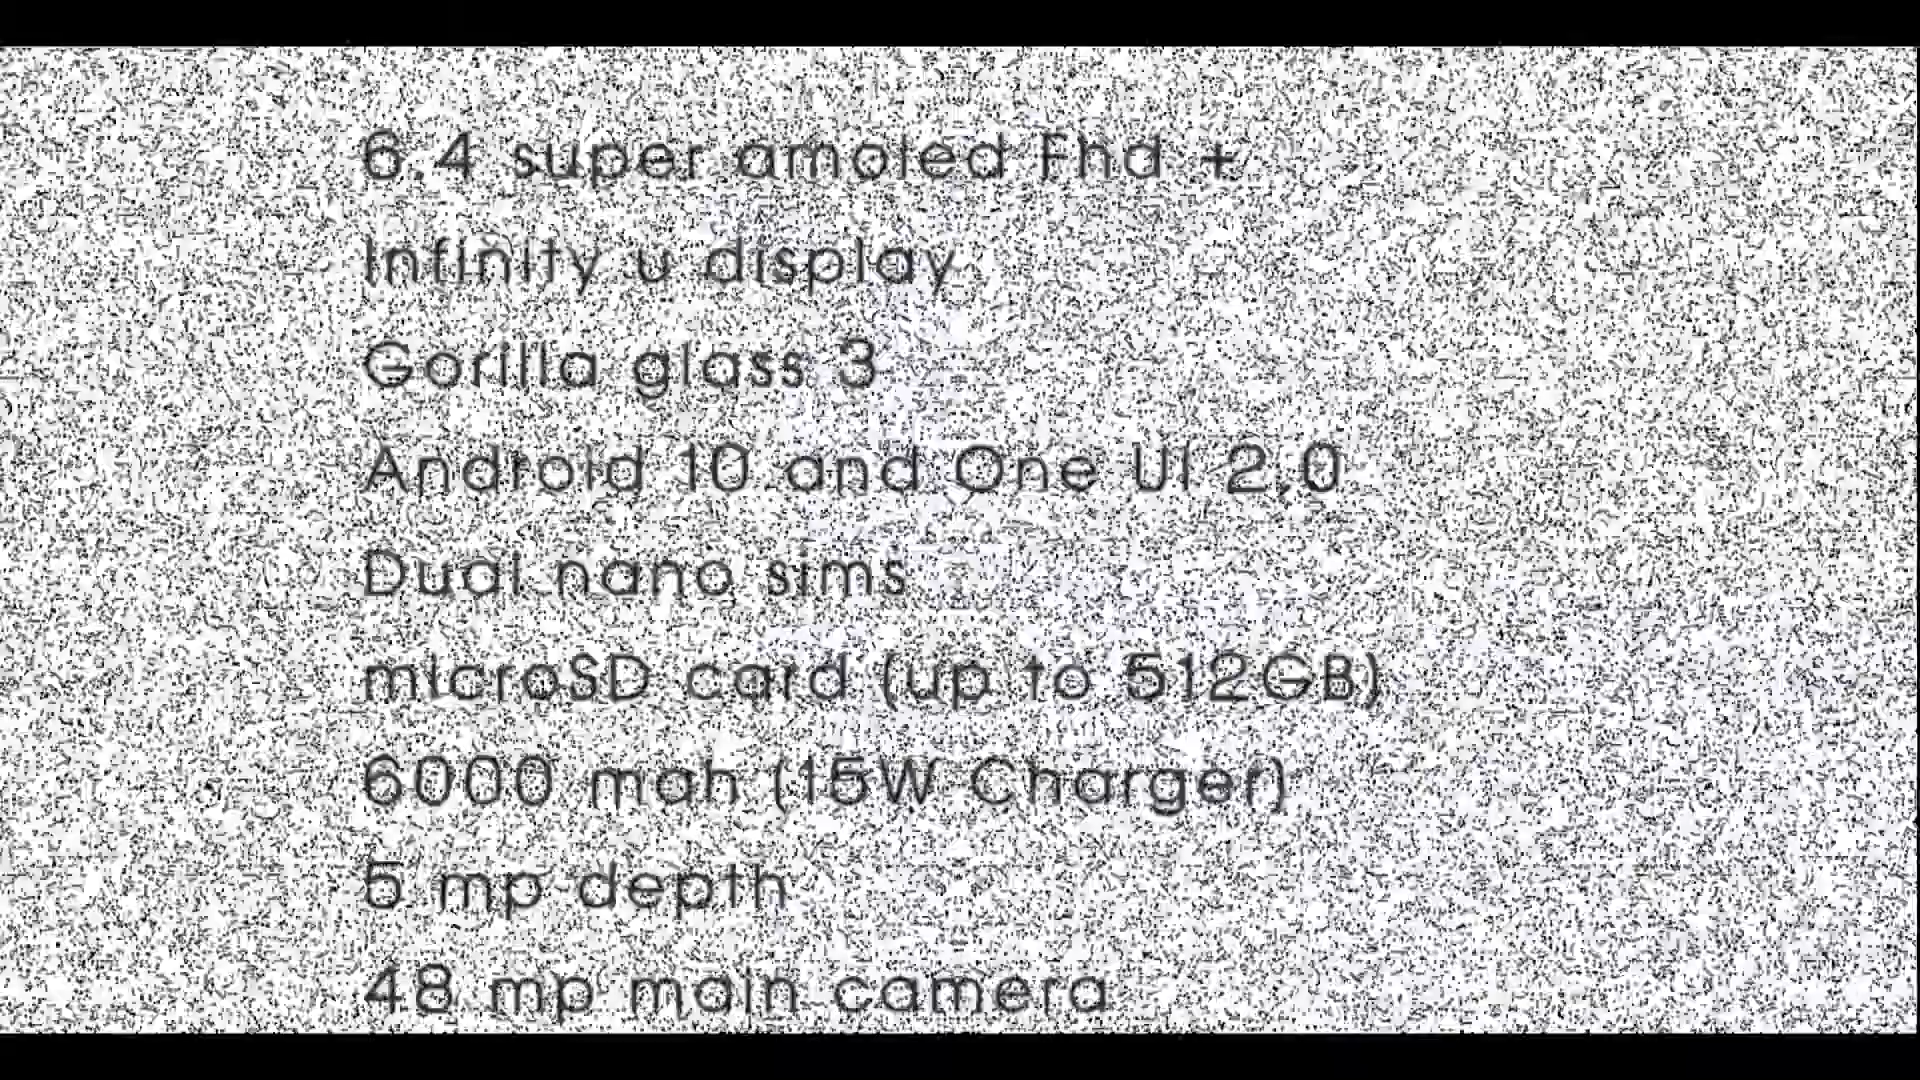 6.4 super amoled Fhd +
Infinity u display
Gorilla glass 3
Android 10 and One UI 2.0
Dual nano sims
microSD card (up to 512GB)
6000 mah (15W Charger)
5 mp depth
48 mp main camera